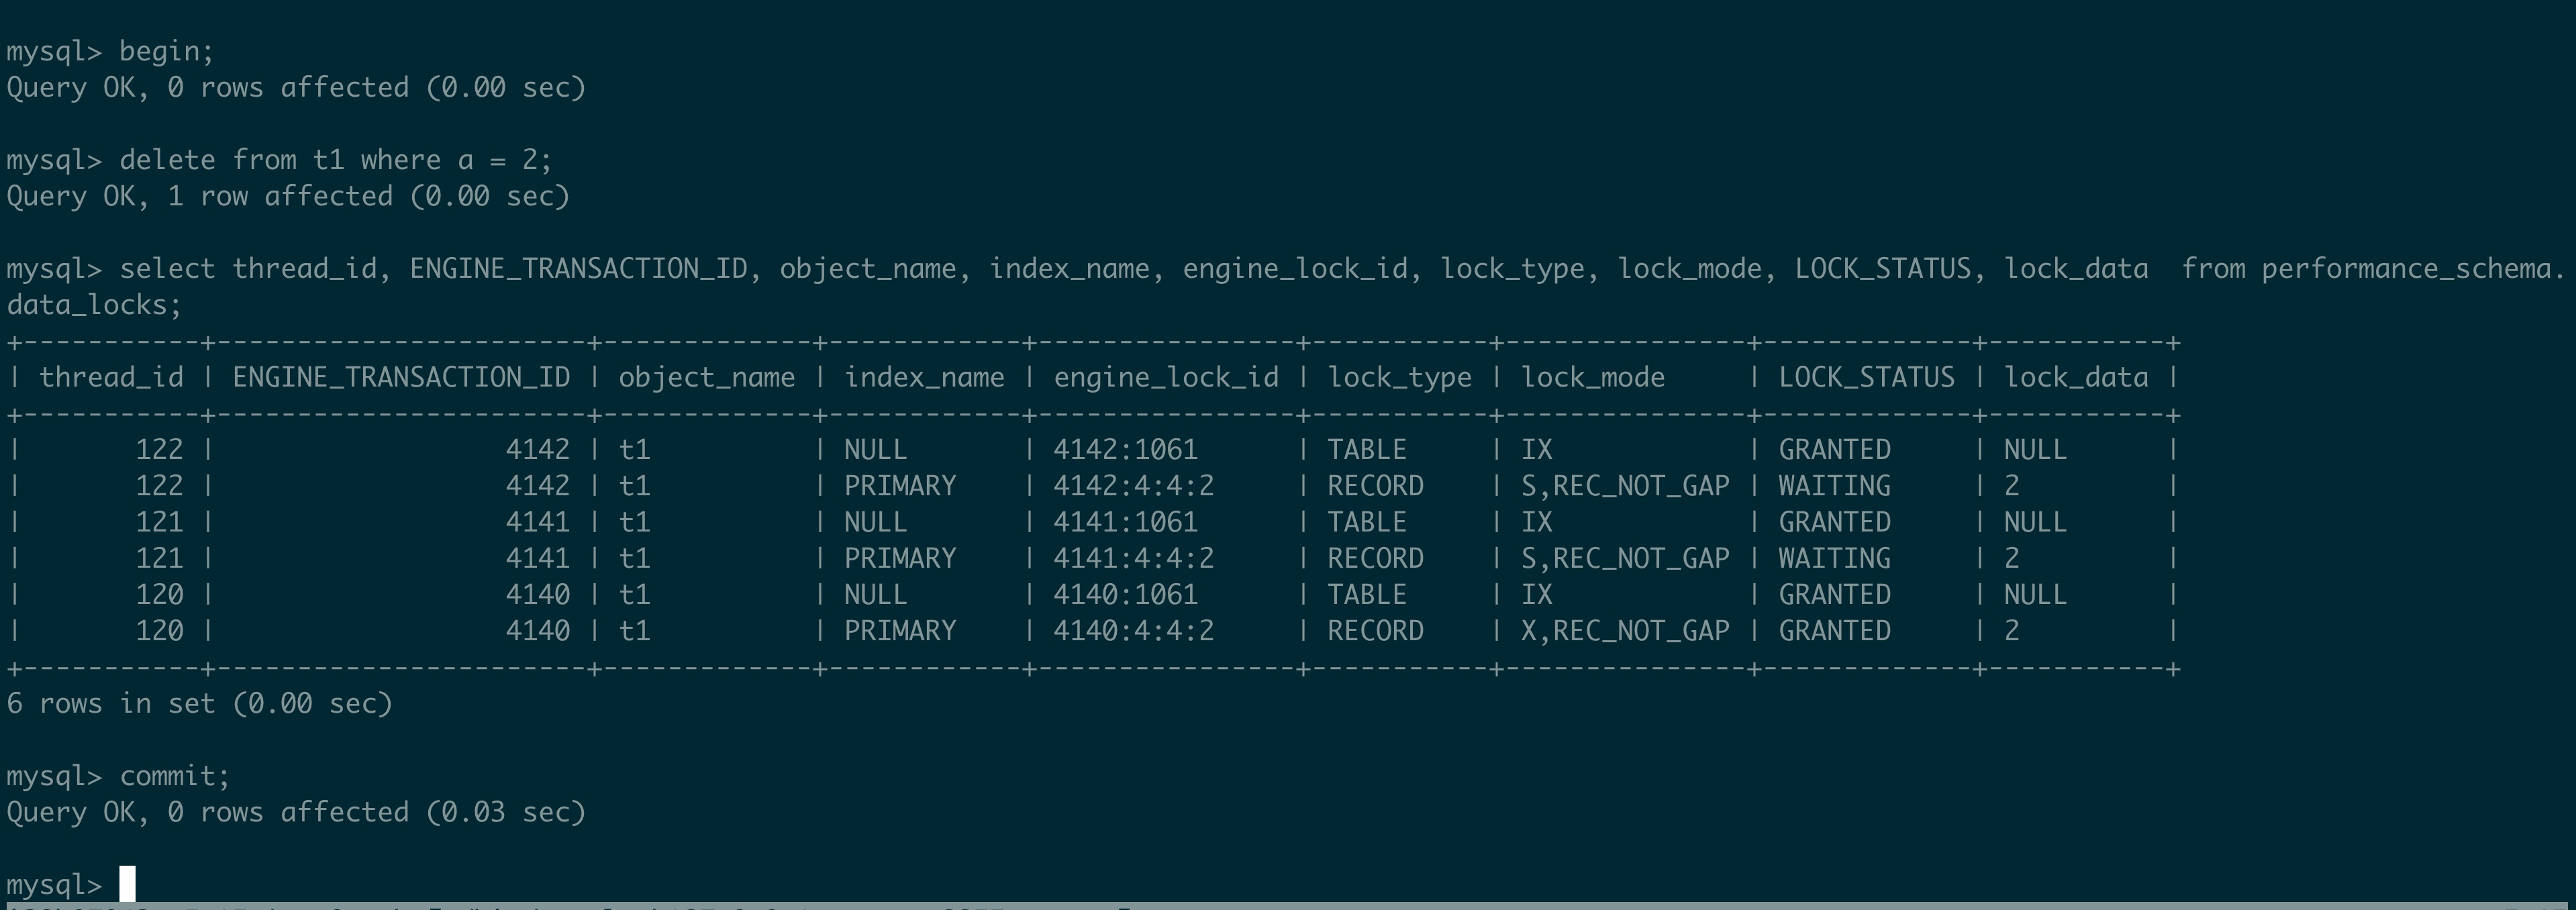 mysql> begin;
Query OK, 0 rows affected (0.00 sec)
mysql> delete from t1 where a = 2;
Query OK, 1 row affected (0.00 sec)
mysql> select thread_id, ENGINE_TRANSACTION_ID, object_name, index_name, engine_lock_id, lock_type, lock_mode, LOCK_STATUS, lock_data  from performance_schema.
data_locks;
+-----------+-----------------------+-------------+------------+----------------+-----------+---------------+-------------+-----------+
| thread_id | ENGINE_TRANSACTION_ID | object_name | index_name | engine_lock_id | lock_type | lock_mode     | LOCK_STATUS | lock_data |
+-----------+-----------------------+-------------+------------+----------------+-----------+---------------+-------------+-----------+
|       122 |                  4142 | t1          | NULL       | 4142:1061      | TABLE     | IX            | GRANTED     | NULL      |
|       122 |                  4142 | t1          | PRIMARY    | 4142:4:4:2     | RECORD    | S,REC_NOT_GAP | WAITING     | 2         |
|       121 |                  4141 | t1          | NULL       | 4141:1061      | TABLE     | IX            | GRANTED     | NULL      |
|       121 |                  4141 | t1          | PRIMARY    | 4141:4:4:2     | RECORD    | S,REC_NOT_GAP | WAITING     | 2         |
|       120 |                  4140 | t1          | NULL       | 4140:1061      | TABLE     | IX            | GRANTED     | NULL      |
|       120 |                  4140 | t1          | PRIMARY    | 4140:4:4:2     | RECORD    | X,REC_NOT_GAP | GRANTED     | 2         |
+-----------+-----------------------+-------------+------------+----------------+-----------+---------------+-------------+-----------+
6 rows in set (0.00 sec)
mysql> commit;
Query OK, 0 rows affected (0.03 sec)
mysql>